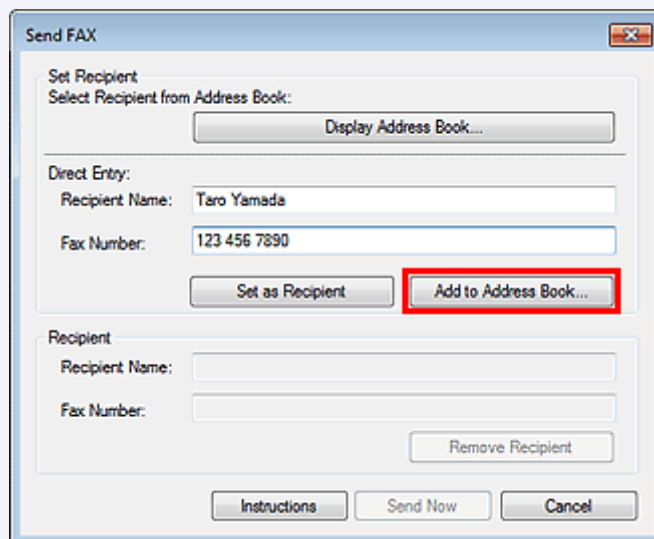 Send FAX
Set Recipient
Select Recipient from Address Book:
Display Address Book...
Direct Entry:
Recipient Name: Taro Yamada
Fax Number: 123 456 7890
Set as Recipient Add to Address Book...
Recipient
Recipient Name:
Fax Number:
Remove Recipient
Instructions Send Now Cancel